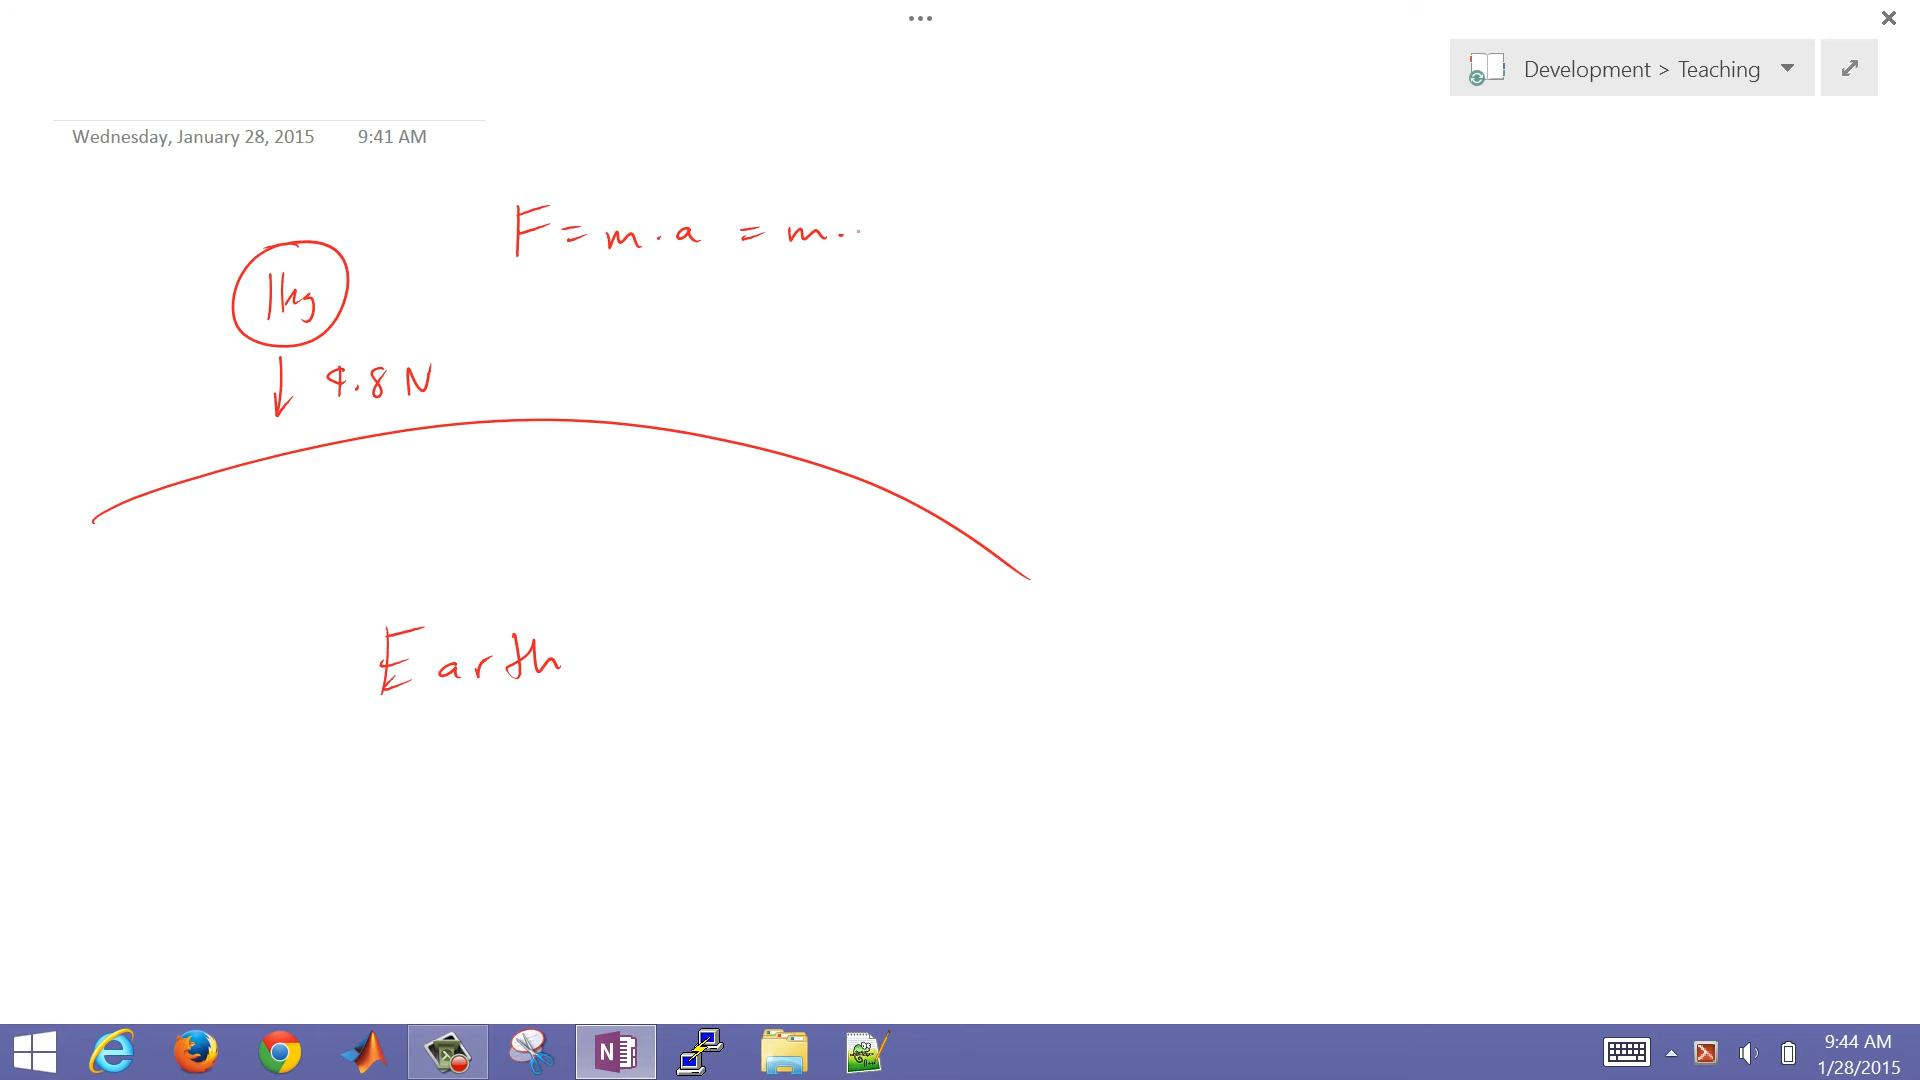 Development > Teaching
Wednesday, January 28, 2015 9:41 AM
F = m . a = m .
1kg
9.8 N
Earth
N
9:44 AM
1/28/2015